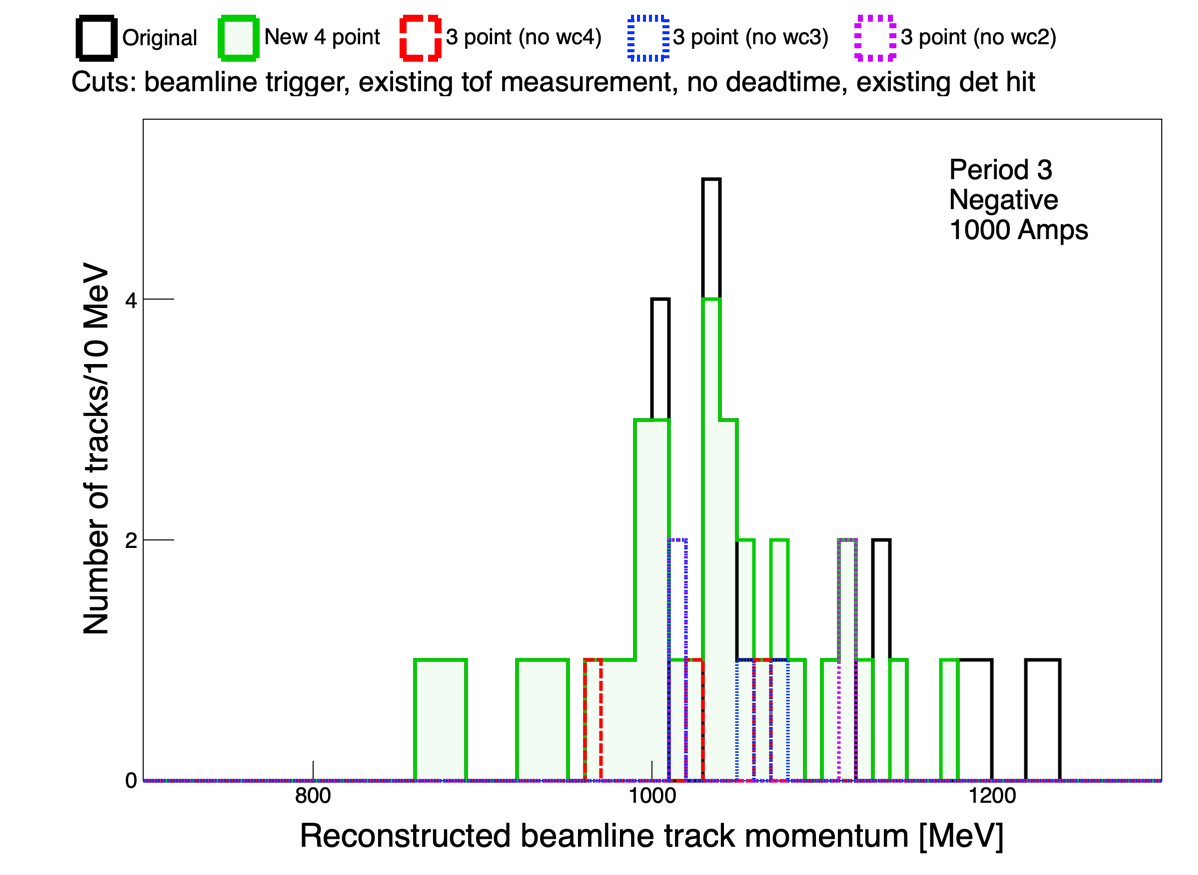 Original New 4 point 3 point (no wc4) 3 point (no wc3) 3 point (no wc2)
Cuts: beamline trigger, existing tof measurement, no deadtime, existing det hit
Period 3
Negative
1000 Amps
Number of tracks/10 MeV
4
2
0
800 1000 1200
Reconstructed beamline track momentum [MeV]